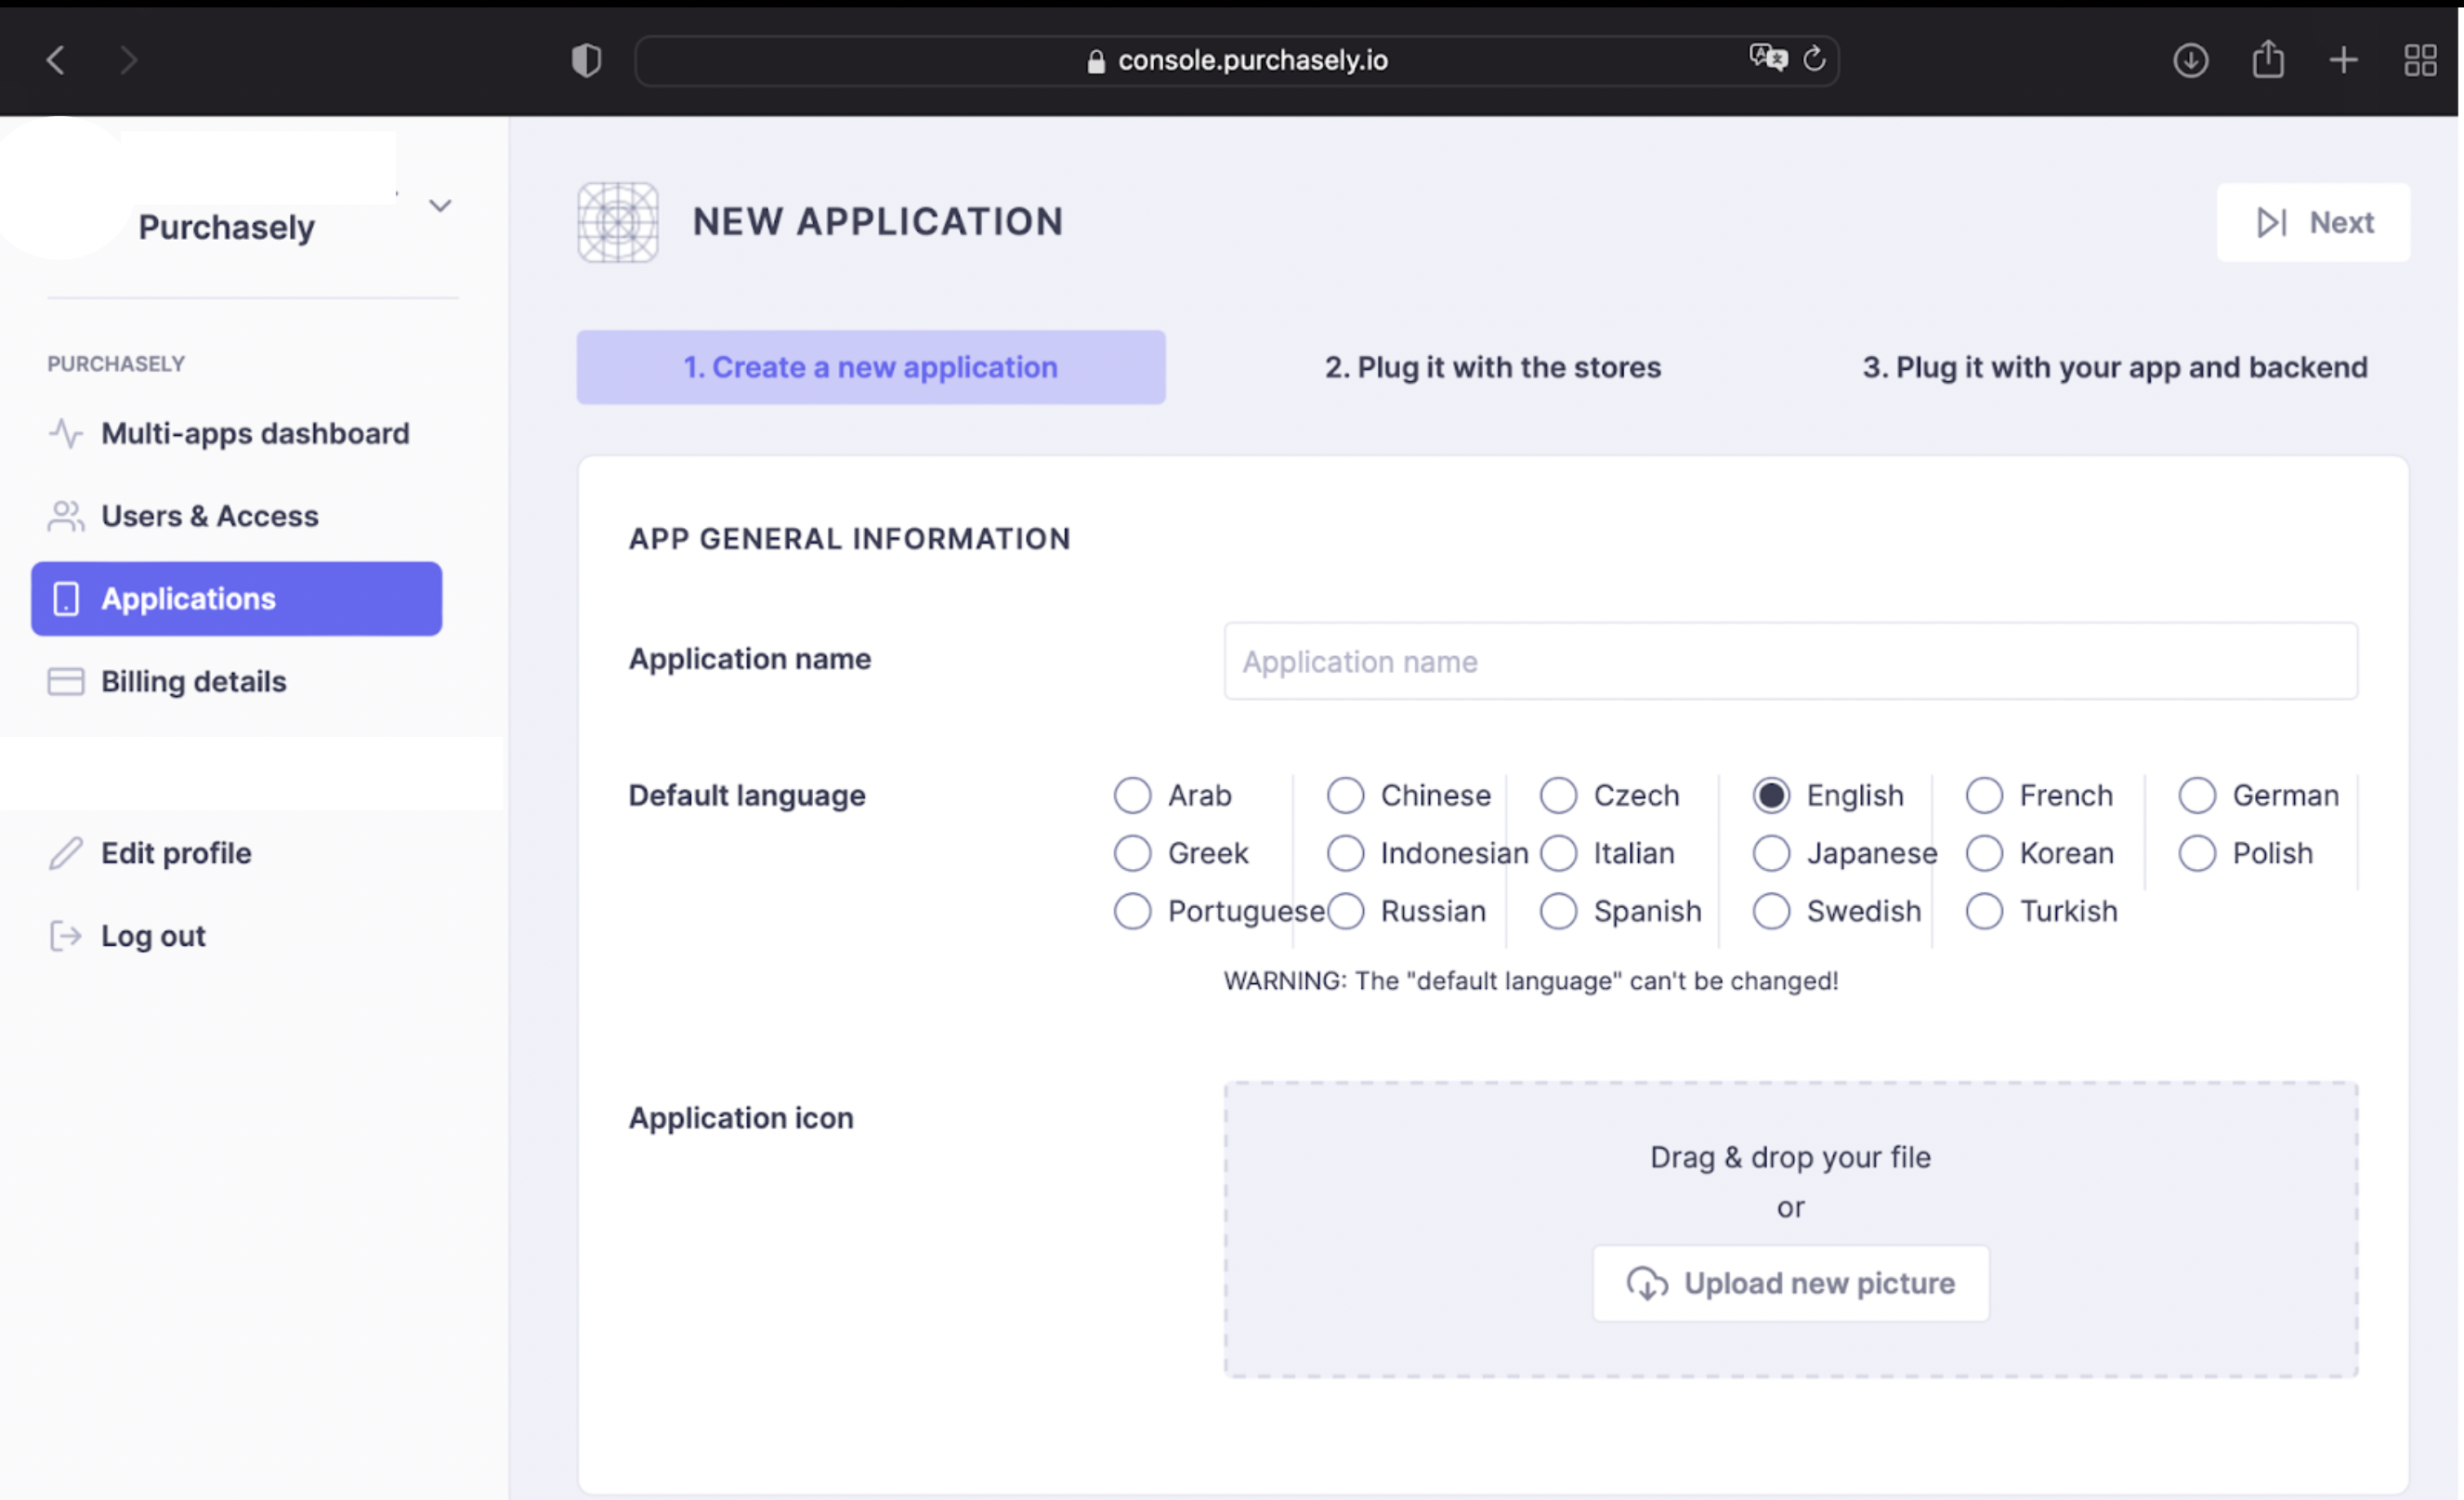 console.purchasely.io
Purchasely
PURCHASELY
Multi-apps dashboard
Users & Access
Applications
Billing details
Edit profile
Log out
NEW APPLICATION
Next
1. Create a new application
2. Plug it with the stores
3. Plug it with your app and backend
APP GENERAL INFORMATION
Application name
Application name
Default language
Arab Chinese Czech English French German
Greek Indonesian Italian Japanese Korean Polish
Portuguese Russian Spanish Swedish Turkish
WARNING: The "default language" can't be changed!
Application icon
Drag & drop your file
or
Upload new picture